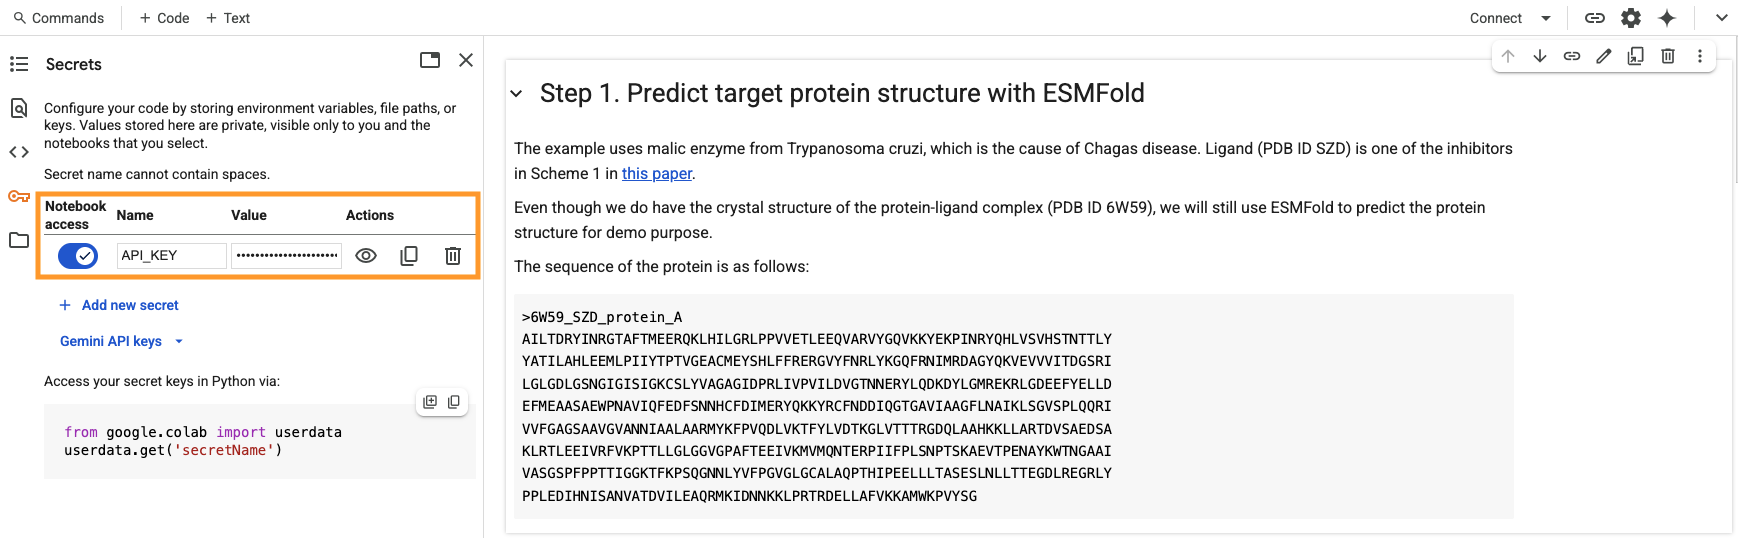 Commands
+ Code
+ Text
Connect
Secrets
Configure your code by storing environment variables, file paths, or
keys. Values stored here are private, visible only to you and the
notebooks that you select.
Secret name cannot contain spaces.
Notebook
access
Name
Value
Actions
API_KEY
•••••••••••••••••••••
+ Add new secret
Gemini API keys
Access your secret keys in Python via:
from google.colab import userdata
userdata.get('secretName')
Step 1. Predict target protein structure with ESMFold
The example uses malic enzyme from Trypanosoma cruzi, which is the cause of Chagas disease. Ligand (PDB ID SZD) is one of the inhibitors
in Scheme 1 in this paper.
Even though we do have the crystal structure of the protein-ligand complex (PDB ID 6W59), we will still use ESMFold to predict the protein
structure for demo purpose.
The sequence of the protein is as follows:
>6W59_SZD_protein_A
AILTDRYINRGTAFTMEERQKLHILGRLPPVVETLEEQVARVYGQVKKYEKPINRYQHLVSVHSTNTTLY
YATILAHLEEMLPIIYTPTVGEACMEYSHLFFRERGVYFNRLYKGQFRNIMRDAGYQKVEVVVITDGSRI
LGLGDLGSNGIGISIGKCSLYVAGAGIDPRLIVPVILDVGTNNERYLQDKDYLGMREKRLGDEEFYELLD
EFMEAASAEWPNAVIQFEDFSNNHCFDIMERYQKKYRCFNDDIQGTGAVIAAGFLNAIKLSGVSPLQQRI
VVFGAGSAAVGVANNIAALAARMYKFPVQDLVKTFYLVDTKGLVTTTRGDQLAAHKKLLARTDVSAEDSA
KLRTLEEIVRFVKPTTLLGLGGVGPAFTEEIVKMVMQNTERPIIFPLSNPTSKAEVTPENAYKWTNGAAI
VASGSPFPPTTIGGKTFKPSQGNNLYVFPGVGLGCALAQPTHIPEELLLTASESLNLLTTEGDLREGRLY
PPLEDIHNISANVATDVILEAQRMKIDNNKKLPRTRDELLAFVKKAMWKPVYSG